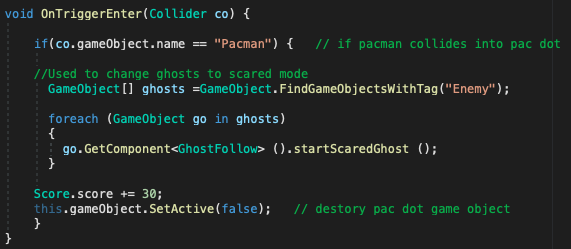 void OnTriggerEnter(Collider co) {
if(co.gameObject.name == "Pacman") {   // if pacman collides into pac dot
//Used to change ghosts to scared mode
GameObject[] ghosts =GameObject.FindGameObjectsWithTag("Enemy");
foreach (GameObject go in ghosts)
{
go.GetComponent<GhostFollow> ().startScaredGhost ();
}
Score.score += 30;
this.gameObject.SetActive(false);   // destory pac dot game object
}
}